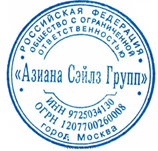 РОССИЙСКАЯ ФЕДЕРАЦИЯ
ОБЩЕСТВО С ОГРАНИЧЕННОЙ
ОТВЕТСТВЕННОСТЬЮ
«Азиана Сэйлз Групп»
ИНН 9725034130
ОГРН 1207700260008
город Москва